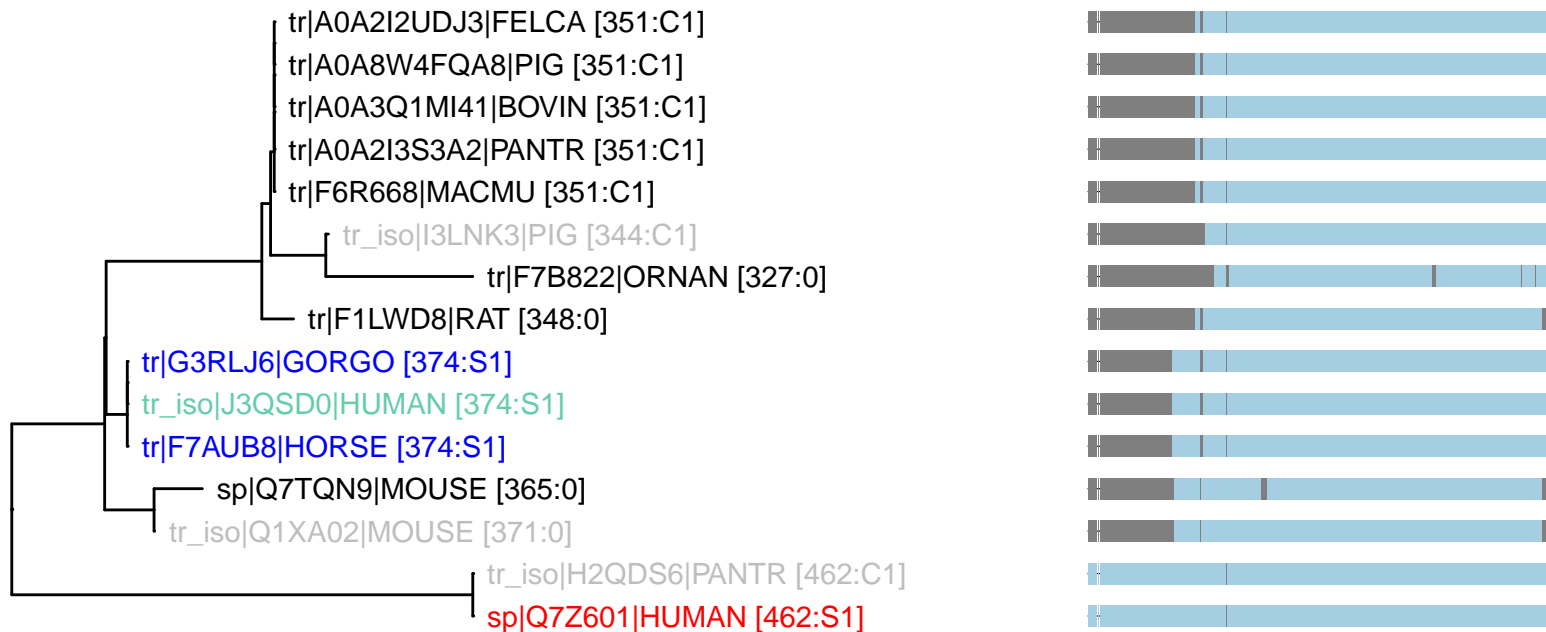 tr|A0A2I2UDJ3|FELCA [351:C1]
tr|A0A8W4FQA8|PIG [351:C1]
tr|A0A3Q1MI41|BOVIN [351:C1]
tr|A0A2I3S3A2|PANTR [351:C1]
tr|F6R668|MACMU [351:C1]
tr_iso|I3LNK3|PIG [344:C1]
tr|F7B822|ORNAN [327:0]
tr|F1LWD8|RAT [348:0]
tr|G3RLJ6|GORGO [374:S1]
tr_iso|J3QSD0|HUMAN [374:S1]
tr|F7AUB8|HORSE [374:S1]
sp|Q7TQN9|MOUSE [365:0]
tr_iso|Q1XA02|MOUSE [371:0]
tr_iso|H2QDS6|PANTR [462:C1]
sp|Q7Z601|HUMAN [462:S1]